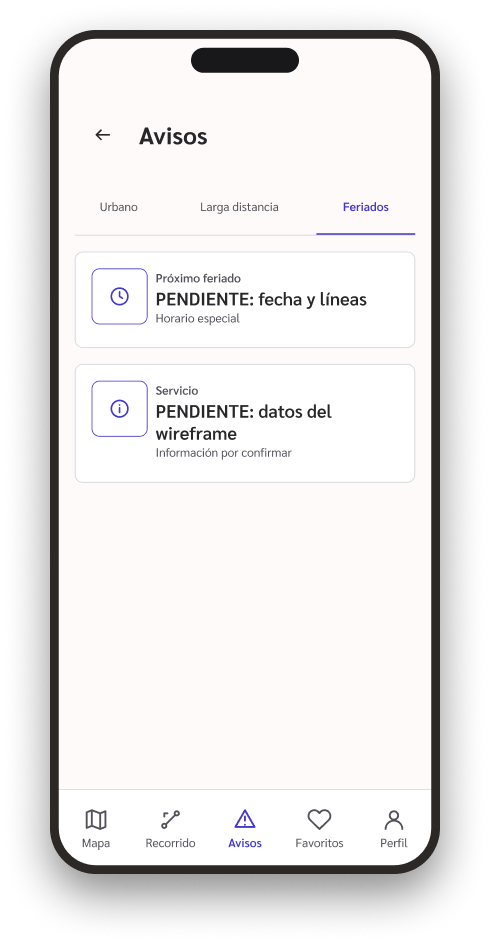 Avisos
Urbano
Larga distancia
Feriados
Próximo feriado
PENDIENTE: fecha y líneas
Horario especial
Servicio
PENDIENTE: datos del
wireframe
Información por confirmar
Mapa
Recorrido
Avisos
Favoritos
Perfil